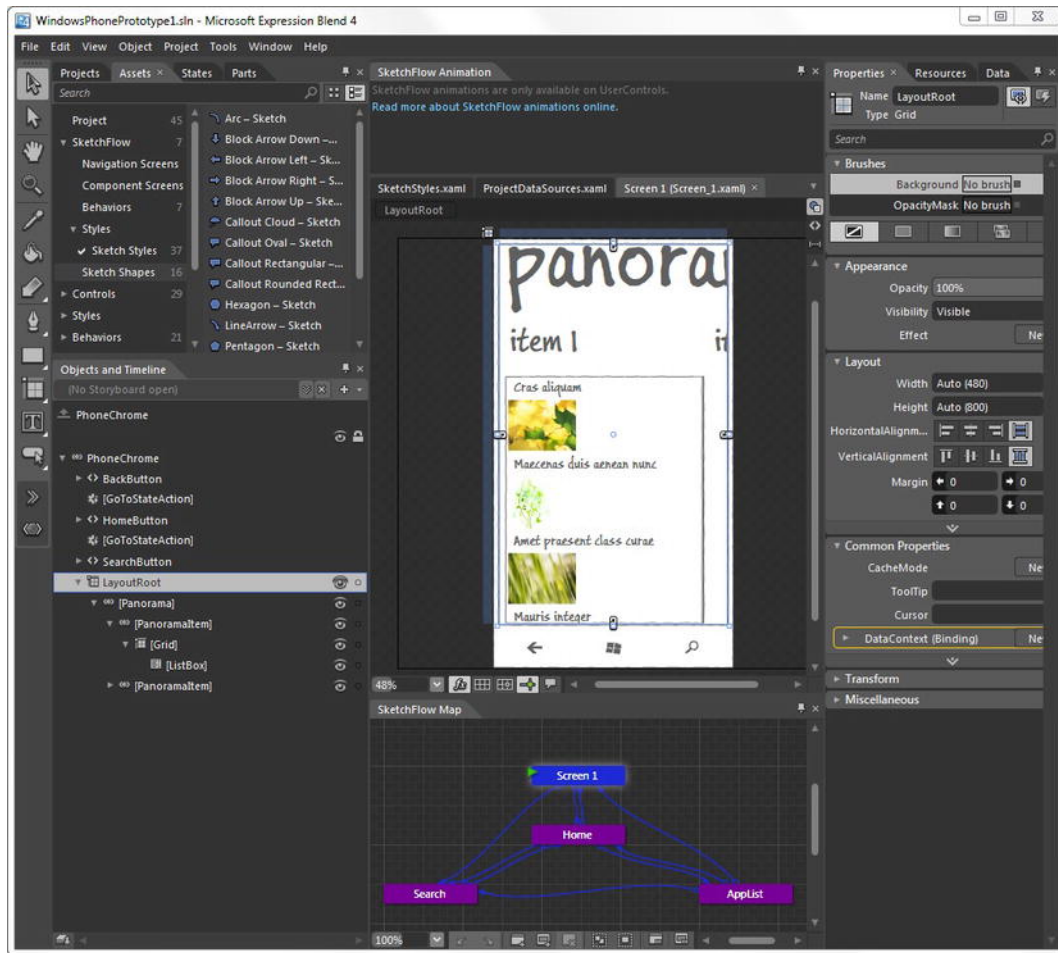 WindowsPhonePrototype1.sln - Microsoft Expression Blend 4
File Edit View Object Project Tools Window Help
Projects Assets × States Parts
Search
Project 45
SketchFlow 7
Navigation Screens
Component Screens
Behaviors 7
Styles
Sketch Styles 37
Sketch Shapes 16
Controls 29
Styles
Behaviors 21
Arc – Sketch
Block Arrow Down –...
Block Arrow Left – Sk...
Block Arrow Right – S...
Block Arrow Up – Ske...
Callout Cloud – Sketch
Callout Oval – Sketch
Callout Rectangular –...
Callout Rounded Rect...
Hexagon – Sketch
LineArrow – Sketch
Pentagon – Sketch
Objects and Timeline
(No Storyboard open)
PhoneChrome
PhoneChrome
BackButton
[GoToStateAction]
HomeButton
[GoToStateAction]
SearchButton
LayoutRoot
[Panorama]
[PanoramaItem]
[Grid]
[ListBox]
[PanoramaItem]
SketchFlow Animation
SketchFlow animations are only available on UserControls.
Read more about SketchFlow animations online.
SketchStyles.xaml ProjectDataSources.xaml Screen 1 (Screen_1.xaml) ×
LayoutRoot
panora
item 1 it
Cras aliquam
Maecenas duis aenean nunc
Amet praesent class curae
Mauris integer
48%
SketchFlow Map
Screen 1
Home
Search AppList
100%
Properties × Resources Data
Name LayoutRoot
Type Grid
Search
Brushes
Background No brush
OpacityMask No brush
Appearance
Opacity 100%
Visibility Visible
Effect Ne
Layout
Width Auto (480)
Height Auto (800)
HorizontalAlignm...
VerticalAlignment
Margin 0 0
0 0
Common Properties
CacheMode Ne
ToolTip
Cursor
DataContext (Binding) Ne
Transform
Miscellaneous